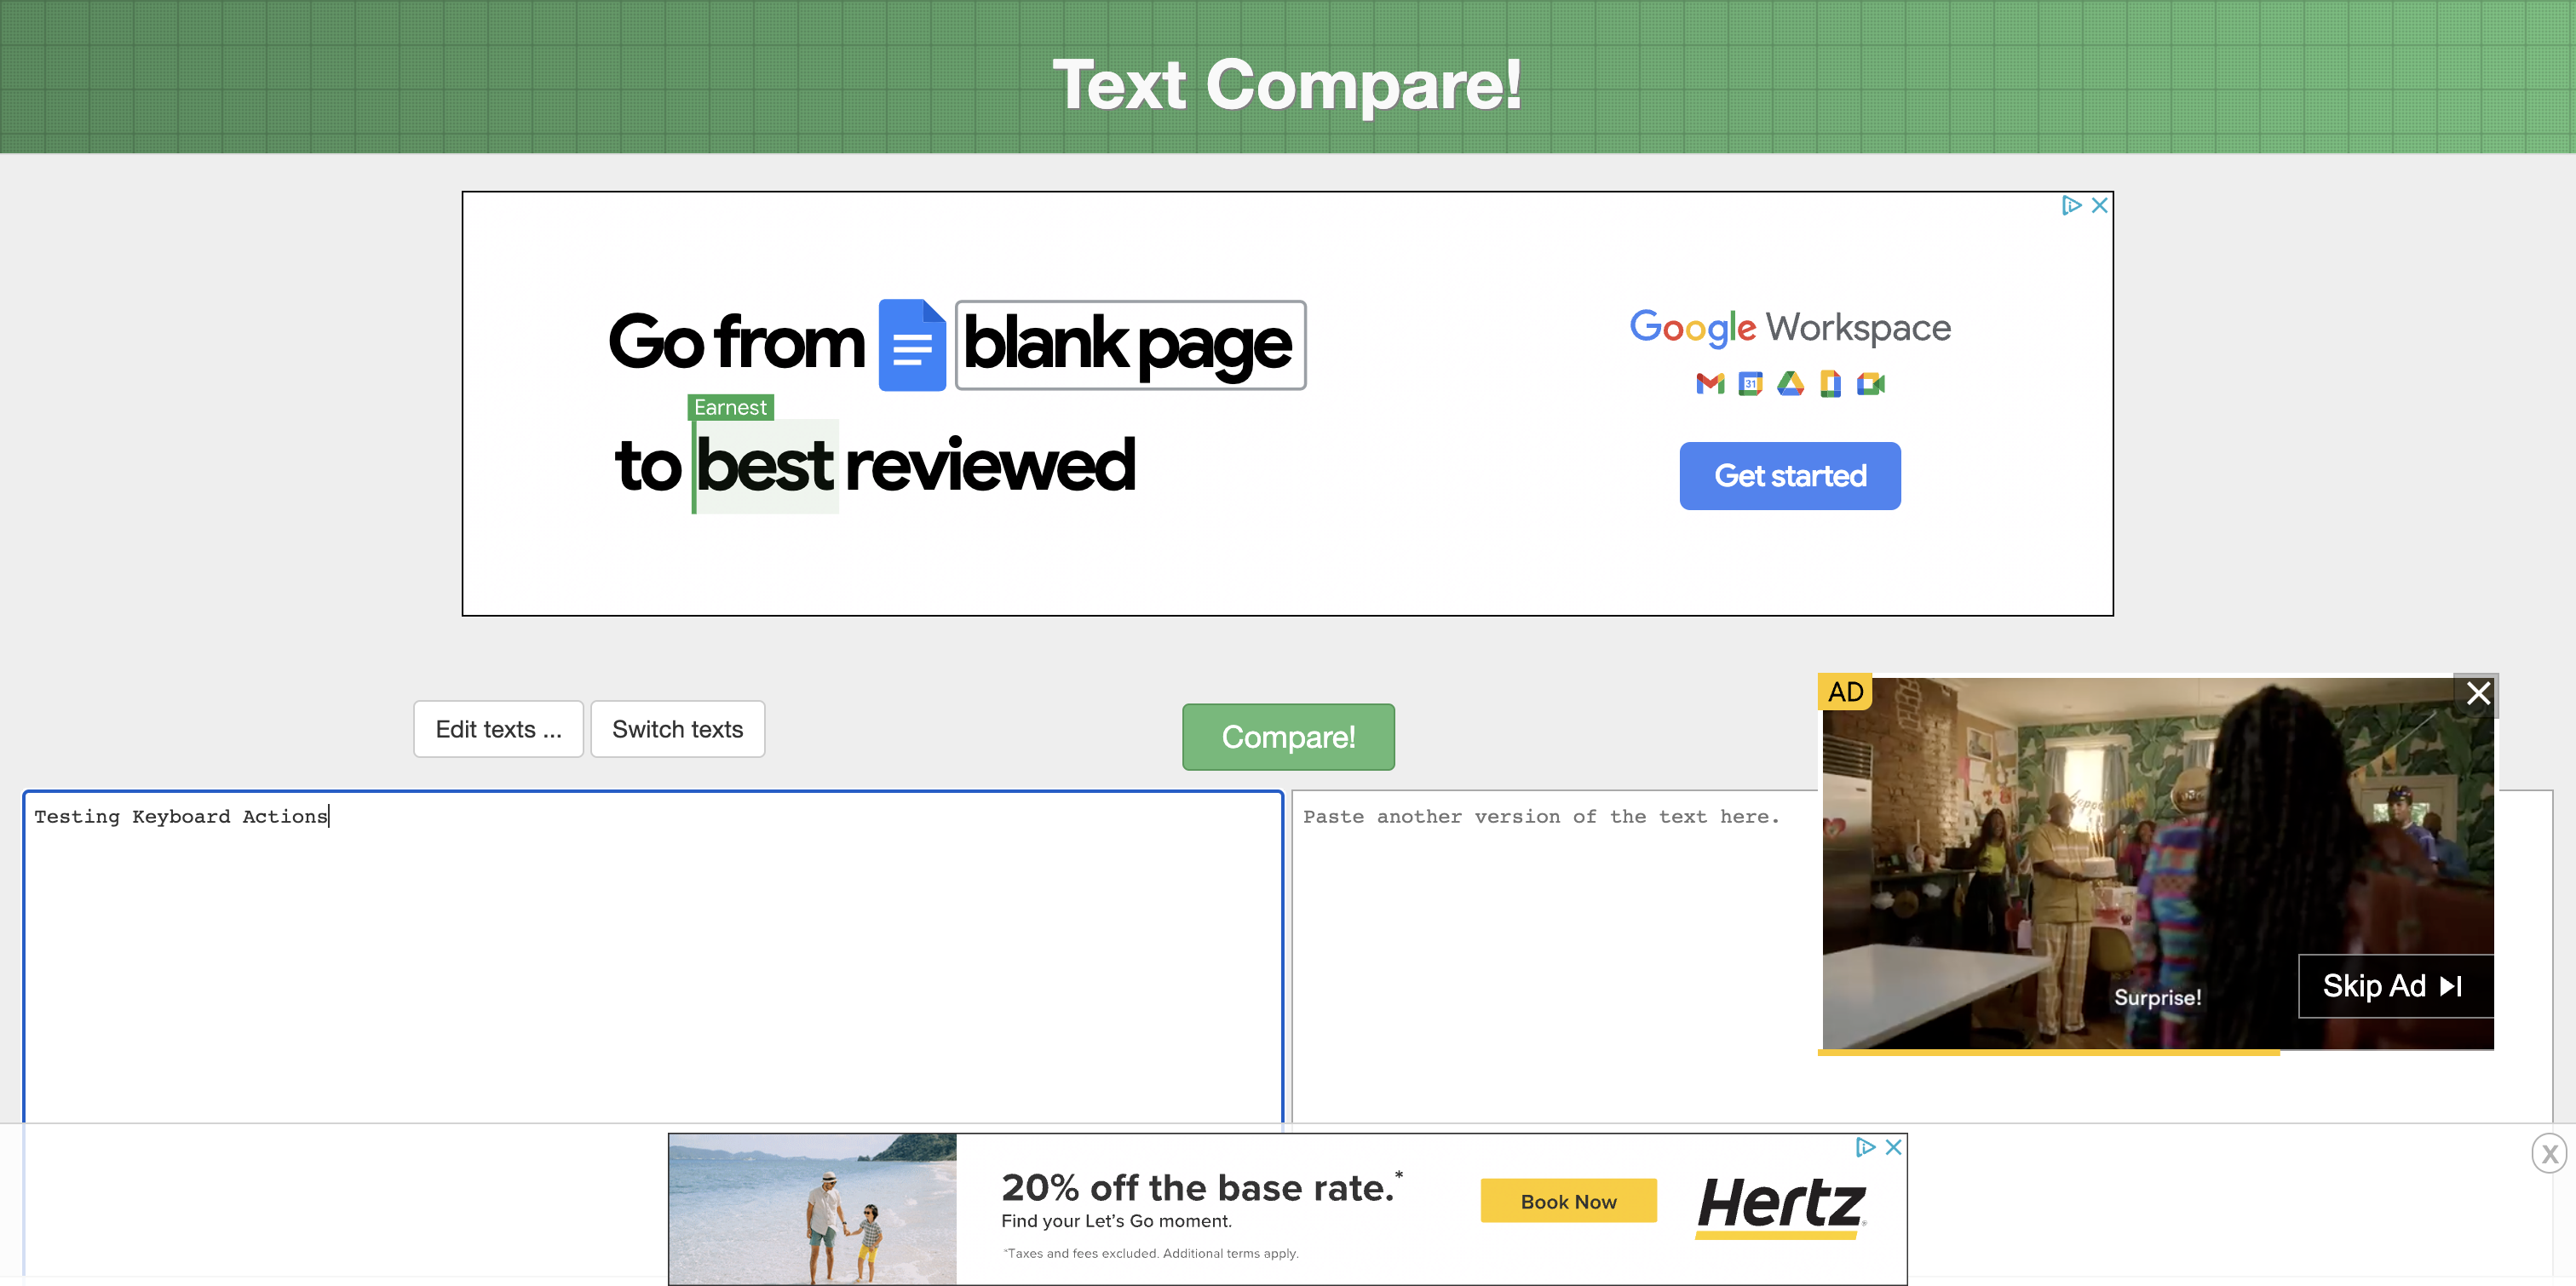 Text Compare!
Go from blank page
Earnest
to best reviewed
Google Workspace
31
Get started
Edit texts ...
Switch texts
Compare!
AD
Testing Keyboard Actions
Paste another version of the text here.
Surprise!
Skip Ad
20% off the base rate.*
Find your Let's Go moment.
*Taxes and fees excluded. Additional terms apply.
Book Now
Hertz
X